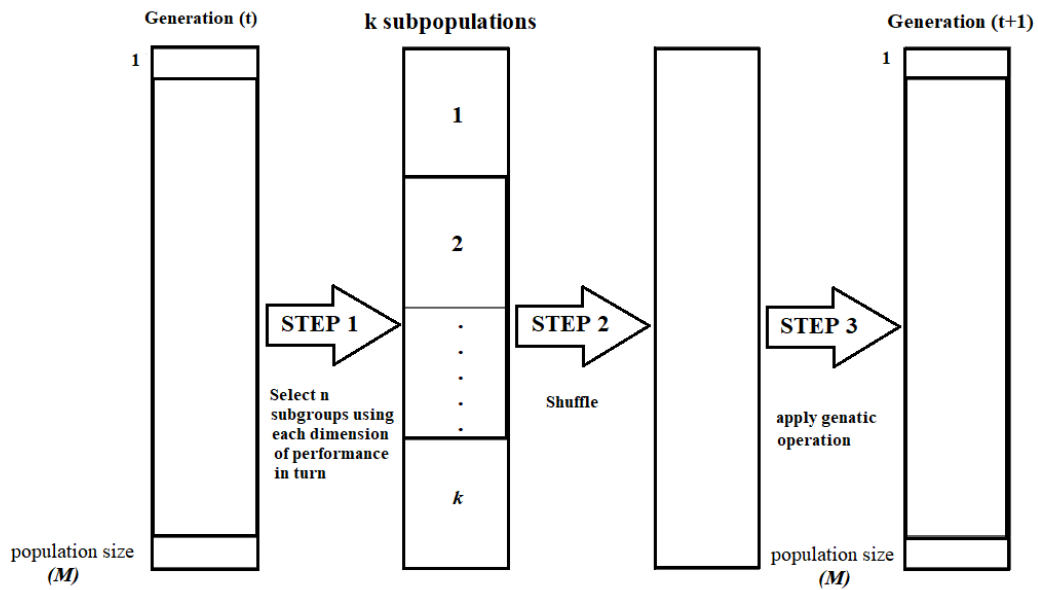 Generation (t)
k subpopulations
Generation (t+1)
1
1
1
2
STEP 1
STEP 2
STEP 3
.
.
.
.
.
Select n
subgroups using
each dimension
of performance
in turn
Shuffle
apply genatic
operation
k
population size
(M)
population size
(M)